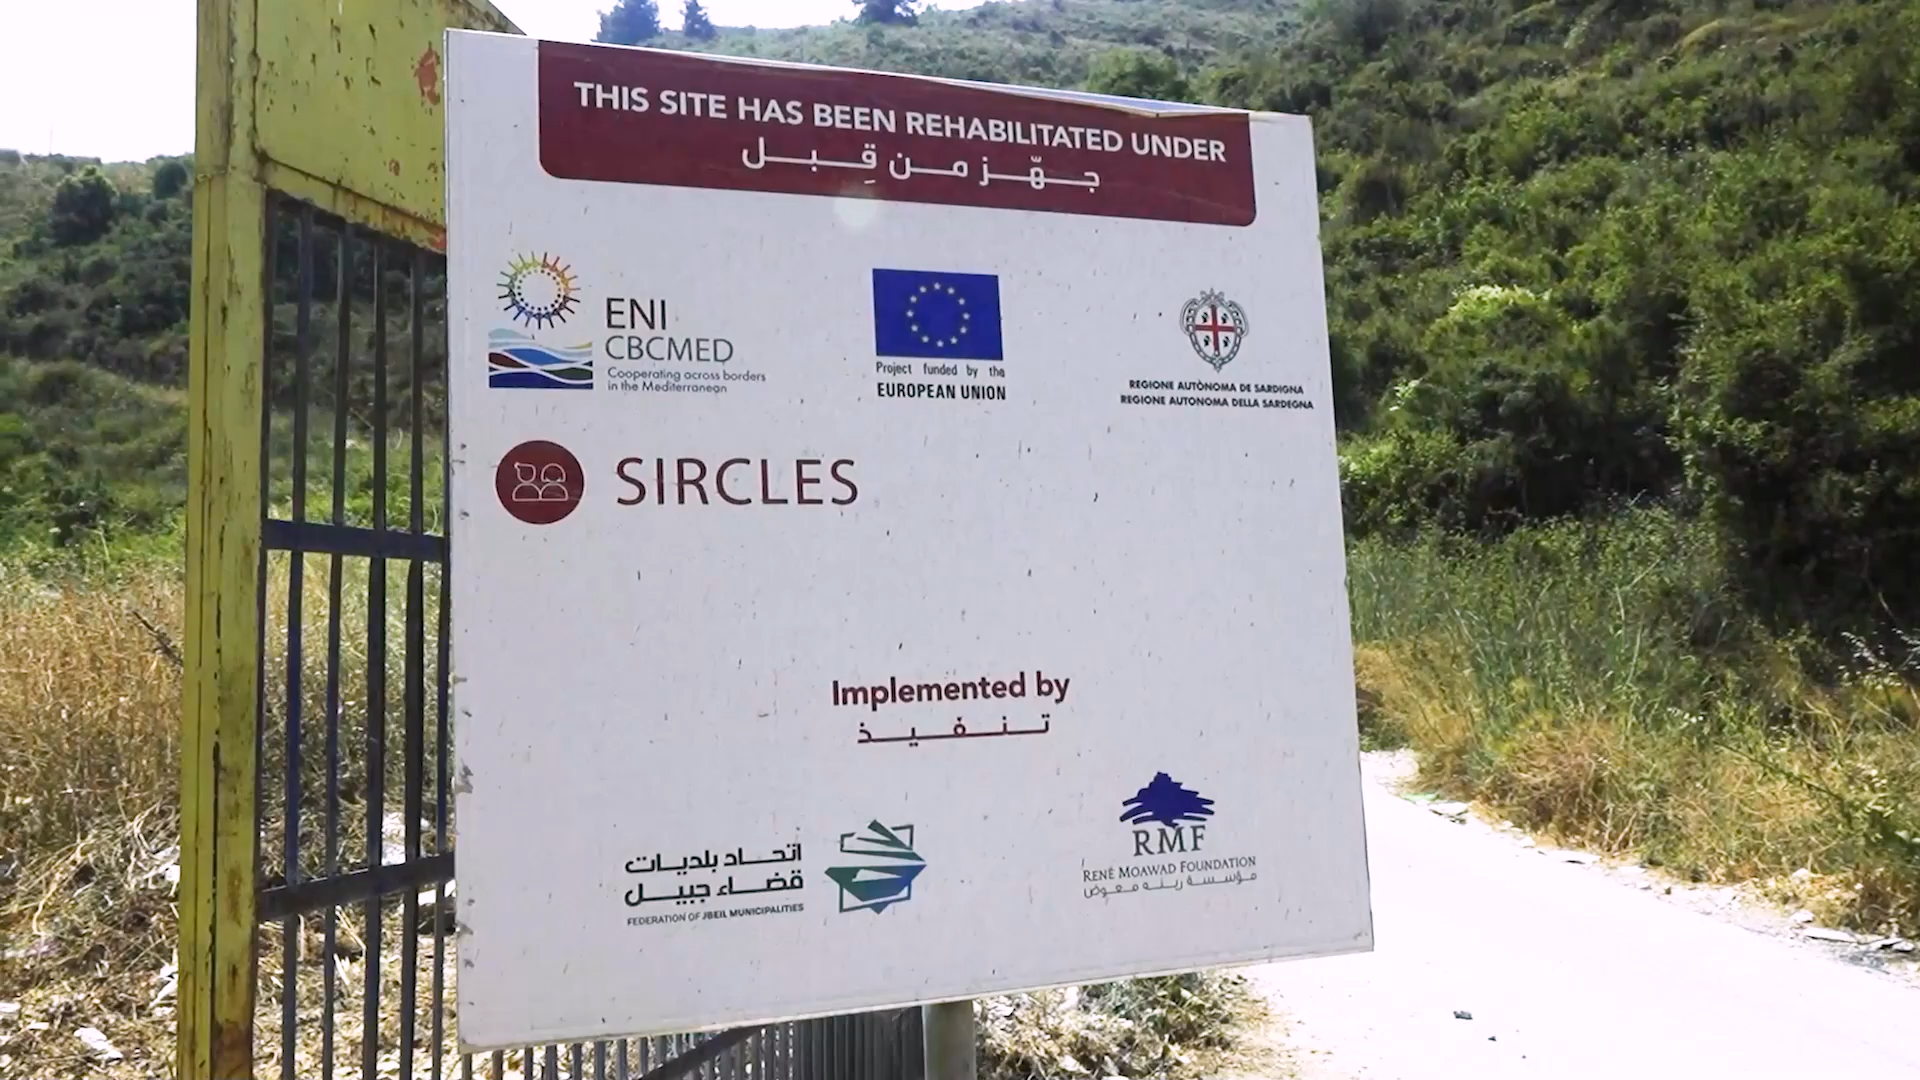 THIS SITE HAS BEEN REHABILITATED UNDER
جهّز من قِبل
ENI
CBCMED
Cooperating across borders
in the Mediterranean
Project funded by the
EUROPEAN UNION
REGIONE AUTÒNOMA DE SARDIGNA
REGIONE AUTONOMA DELLA SARDEGNA
SIRCLES
Implemented by
تنفيذ
اتحاد بلديات
قضاء جبيل
FEDERATION OF JBEIL MUNICIPALITIES
RMF
RENÉ MOAWAD FOUNDATION
مؤسسة رينه معوض